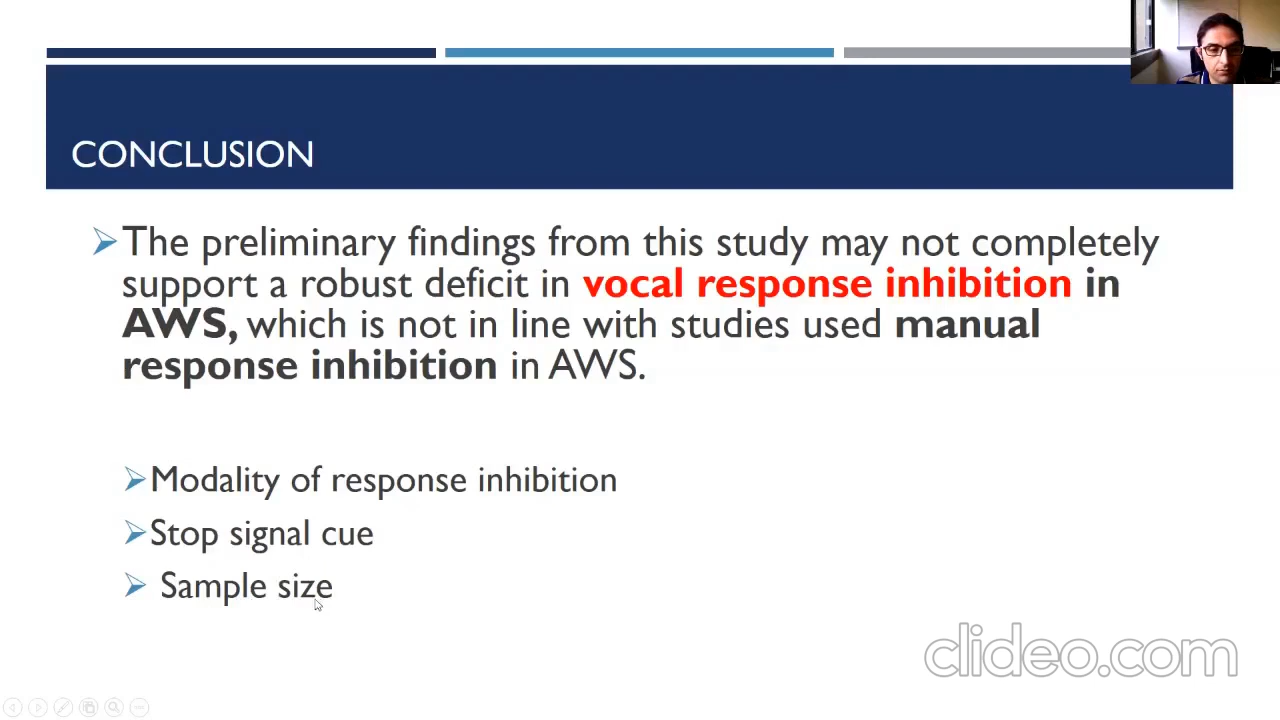 CONCLUSION
The preliminary findings from this study may not completely
support a robust deficit in vocal response inhibition in
AWS, which is not in line with studies used manual
response inhibition in AWS.
Modality of response inhibition
Stop signal cue
Sample size
clideo.com